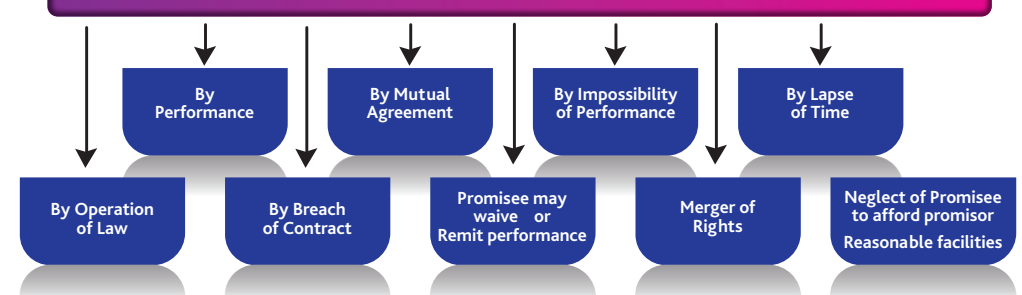 By
Performance
By Mutual
Agreement
By Impossibility
of Performance
By Lapse
of Time
By Operation
of Law
By Breach
of Contract
Promisee may
waive or
Remit performance
Merger of
Rights
Neglect of Promisee
to afford promisor
Reasonable facilities